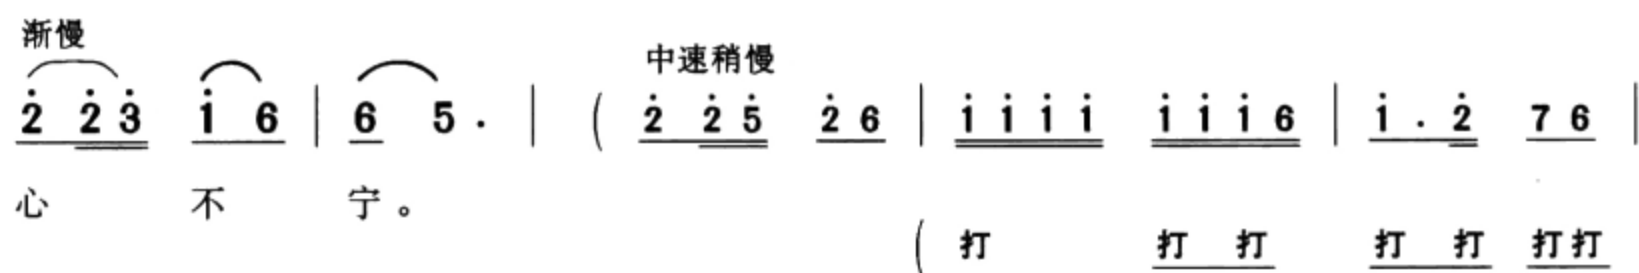 渐慢
中速稍慢
2̇ 2̇ 3̇ 1̇ 6 | 6 5 . | ( 2̇ 2̇ 5̇ 2̇ 6 | 1̇ 1̇ 1̇ 1̇ 1̇ 1̇ 1̇ 6 | 1̇ . 2̇ 7 6 |
心 不 宁。
( 打 打 打 打 打 打 打